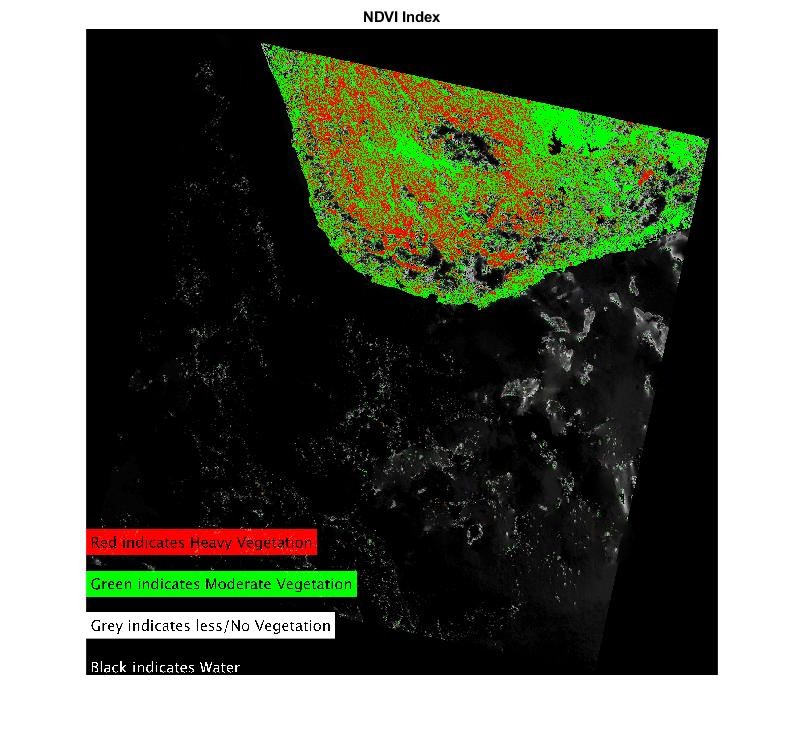 NDVI Index
Red indicates Heavy Vegetation
Green indicates Moderate Vegetation
Grey indicates less/No Vegetation
Black indicates Water